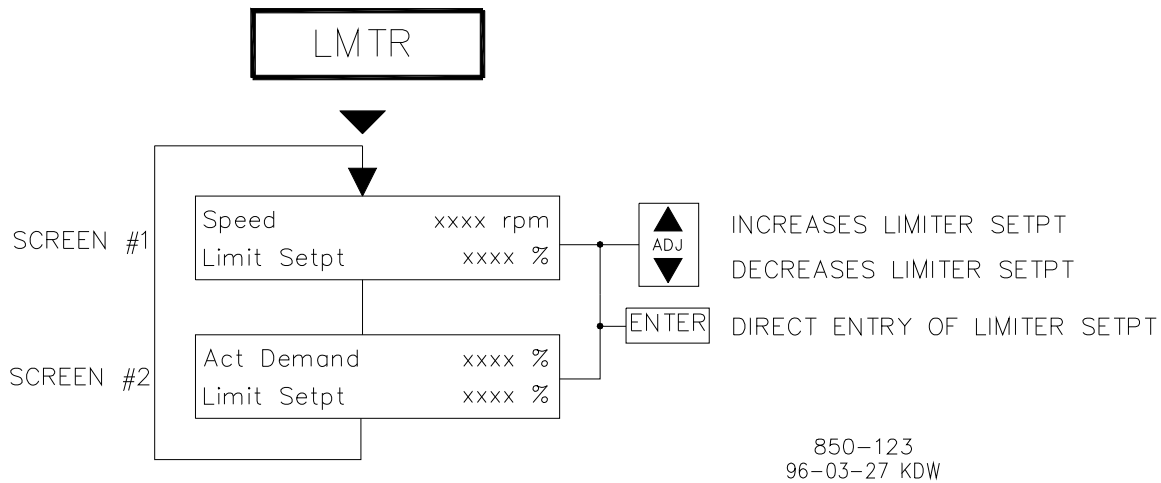 LMTR
SCREEN #1
Speed xxxx rpm
Limit Setpt xxxx %
ADJ
INCREASES LIMITER SETPT
DECREASES LIMITER SETPT
ENTER
DIRECT ENTRY OF LIMITER SETPT
SCREEN #2
Act Demand xxxx %
Limit Setpt xxxx %
850-123
96-03-27 KDW